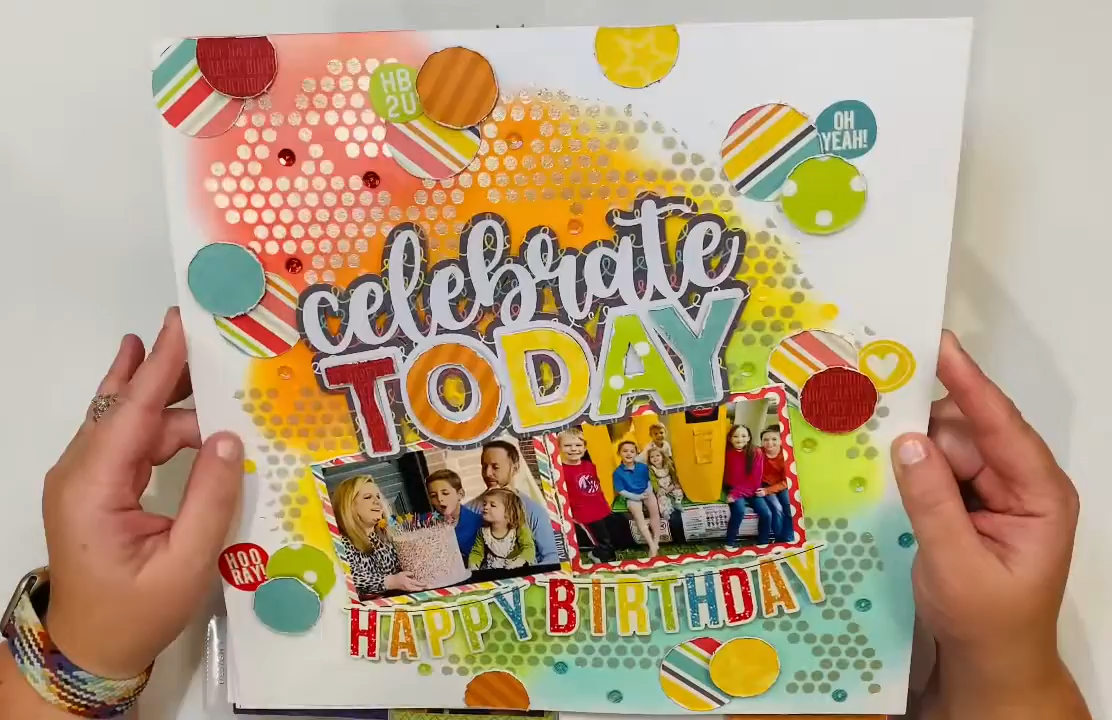 HB
2U
OH
YEAH!
celebrate
TODAY
HOO
RAY!
HAPPY BIRTHDAY